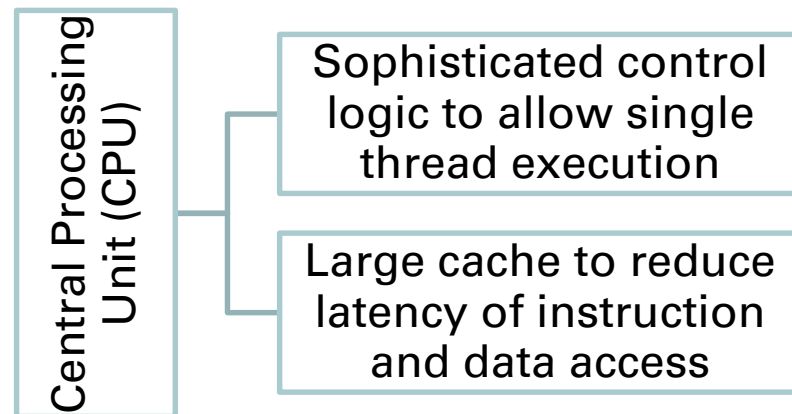 Central Processing
Unit (CPU)
Sophisticated control
logic to allow single
thread execution
Large cache to reduce
latency of instruction
and data access